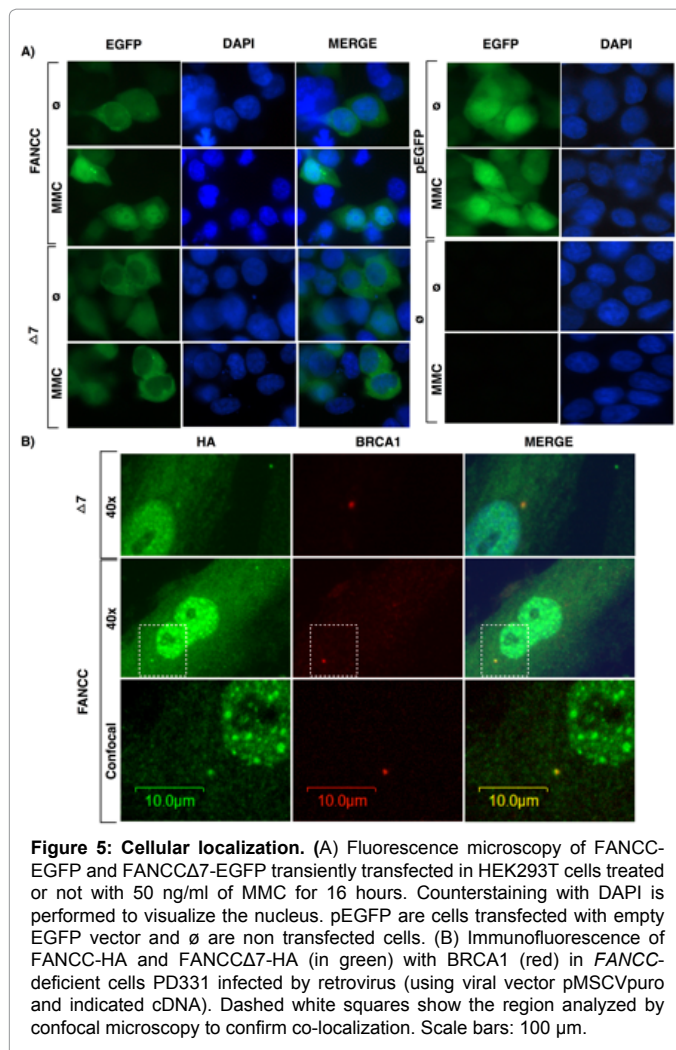 A)
EGFP DAPI MERGE EGFP DAPI
FANCC
ø
MMC
△7
ø
MMC
pEGFP
ø
MMC
ø
ø
MMC
B)
HA BRCA1 MERGE
△7
40x
FANCC
40x
Confocal
10.0µm 10.0µm 10.0µm
Figure 5: Cellular localization. (A) Fluorescence microscopy of FANCC-
EGFP and FANCCΔ7-EGFP transiently transfected in HEK293T cells treated
or not with 50 ng/ml of MMC for 16 hours. Counterstaining with DAPI is
performed to visualize the nucleus. pEGFP are cells transfected with empty
EGFP vector and ø are non transfected cells. (B) Immunofluorescence of
FANCC-HA and FANCCΔ7-HA (in green) with BRCA1 (red) in FANCC-
deficient cells PD331 infected by retrovirus (using viral vector pMSCVpuro
and indicated cDNA). Dashed white squares show the region analyzed by
confocal microscopy to confirm co-localization. Scale bars: 100 µm.